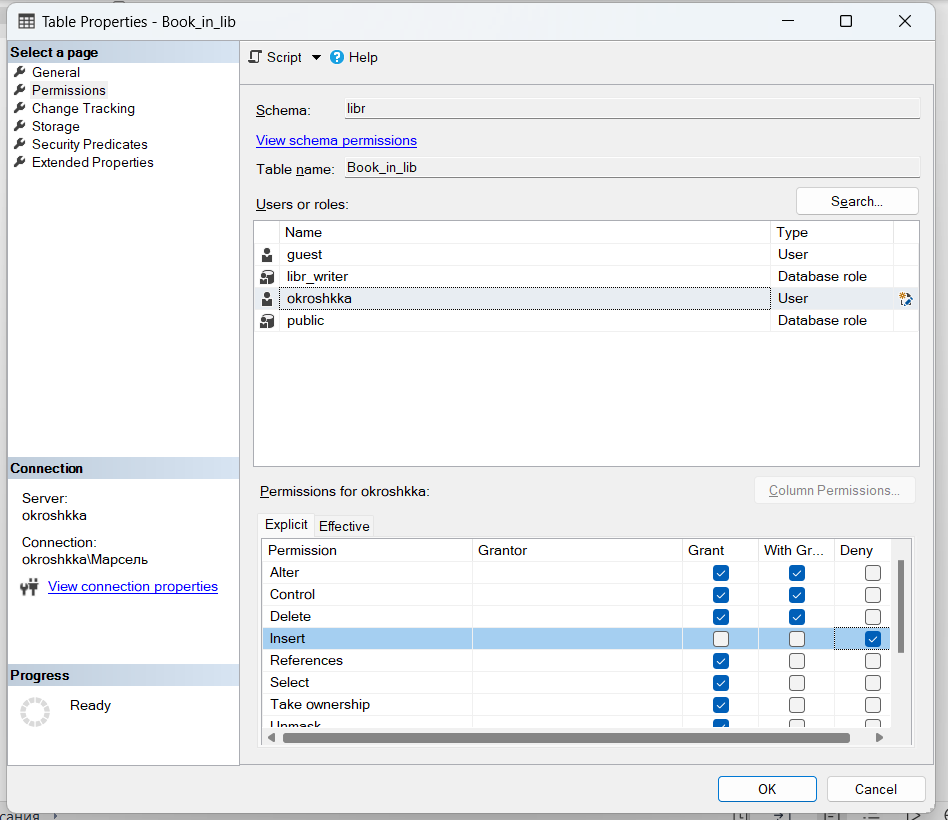 Table Properties - Book_in_lib
Select a page
General
Permissions
Change Tracking
Storage
Security Predicates
Extended Properties
Script
Help
Schema: libr
View schema permissions
Table name: Book_in_lib
Users or roles:
Search...
Name Type
guest User
libr_writer Database role
okroshkka User
public Database role
Connection
Server:
okroshkka
Connection:
okroshkka\Марсель
View connection properties
Progress
Ready
Permissions for okroshkka:
Column Permissions...
Explicit Effective
Permission Grantor Grant With Gr... Deny
Alter
Control
Delete
Insert
References
Select
Take ownership
Unmask
OK Cancel